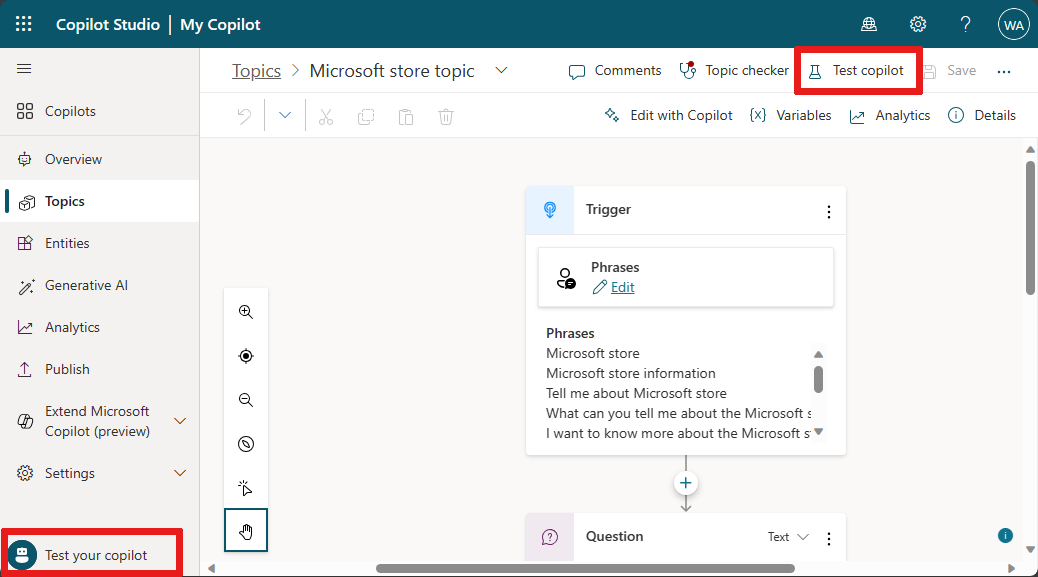 Copilot Studio | My Copilot
WA
Topics > Microsoft store topic
Comments
Topic checker
Test copilot
Save
Copilots
Overview
Topics
Entities
Generative AI
Analytics
Publish
Extend Microsoft
Copilot (preview)
Settings
Test your copilot
Edit with Copilot
{x} Variables
Analytics
Details
Trigger
Phrases
Edit
Phrases
Microsoft store
Microsoft store information
Tell me about Microsoft store
What can you tell me about the Microsoft s
I want to know more about the Microsoft
Question
Text